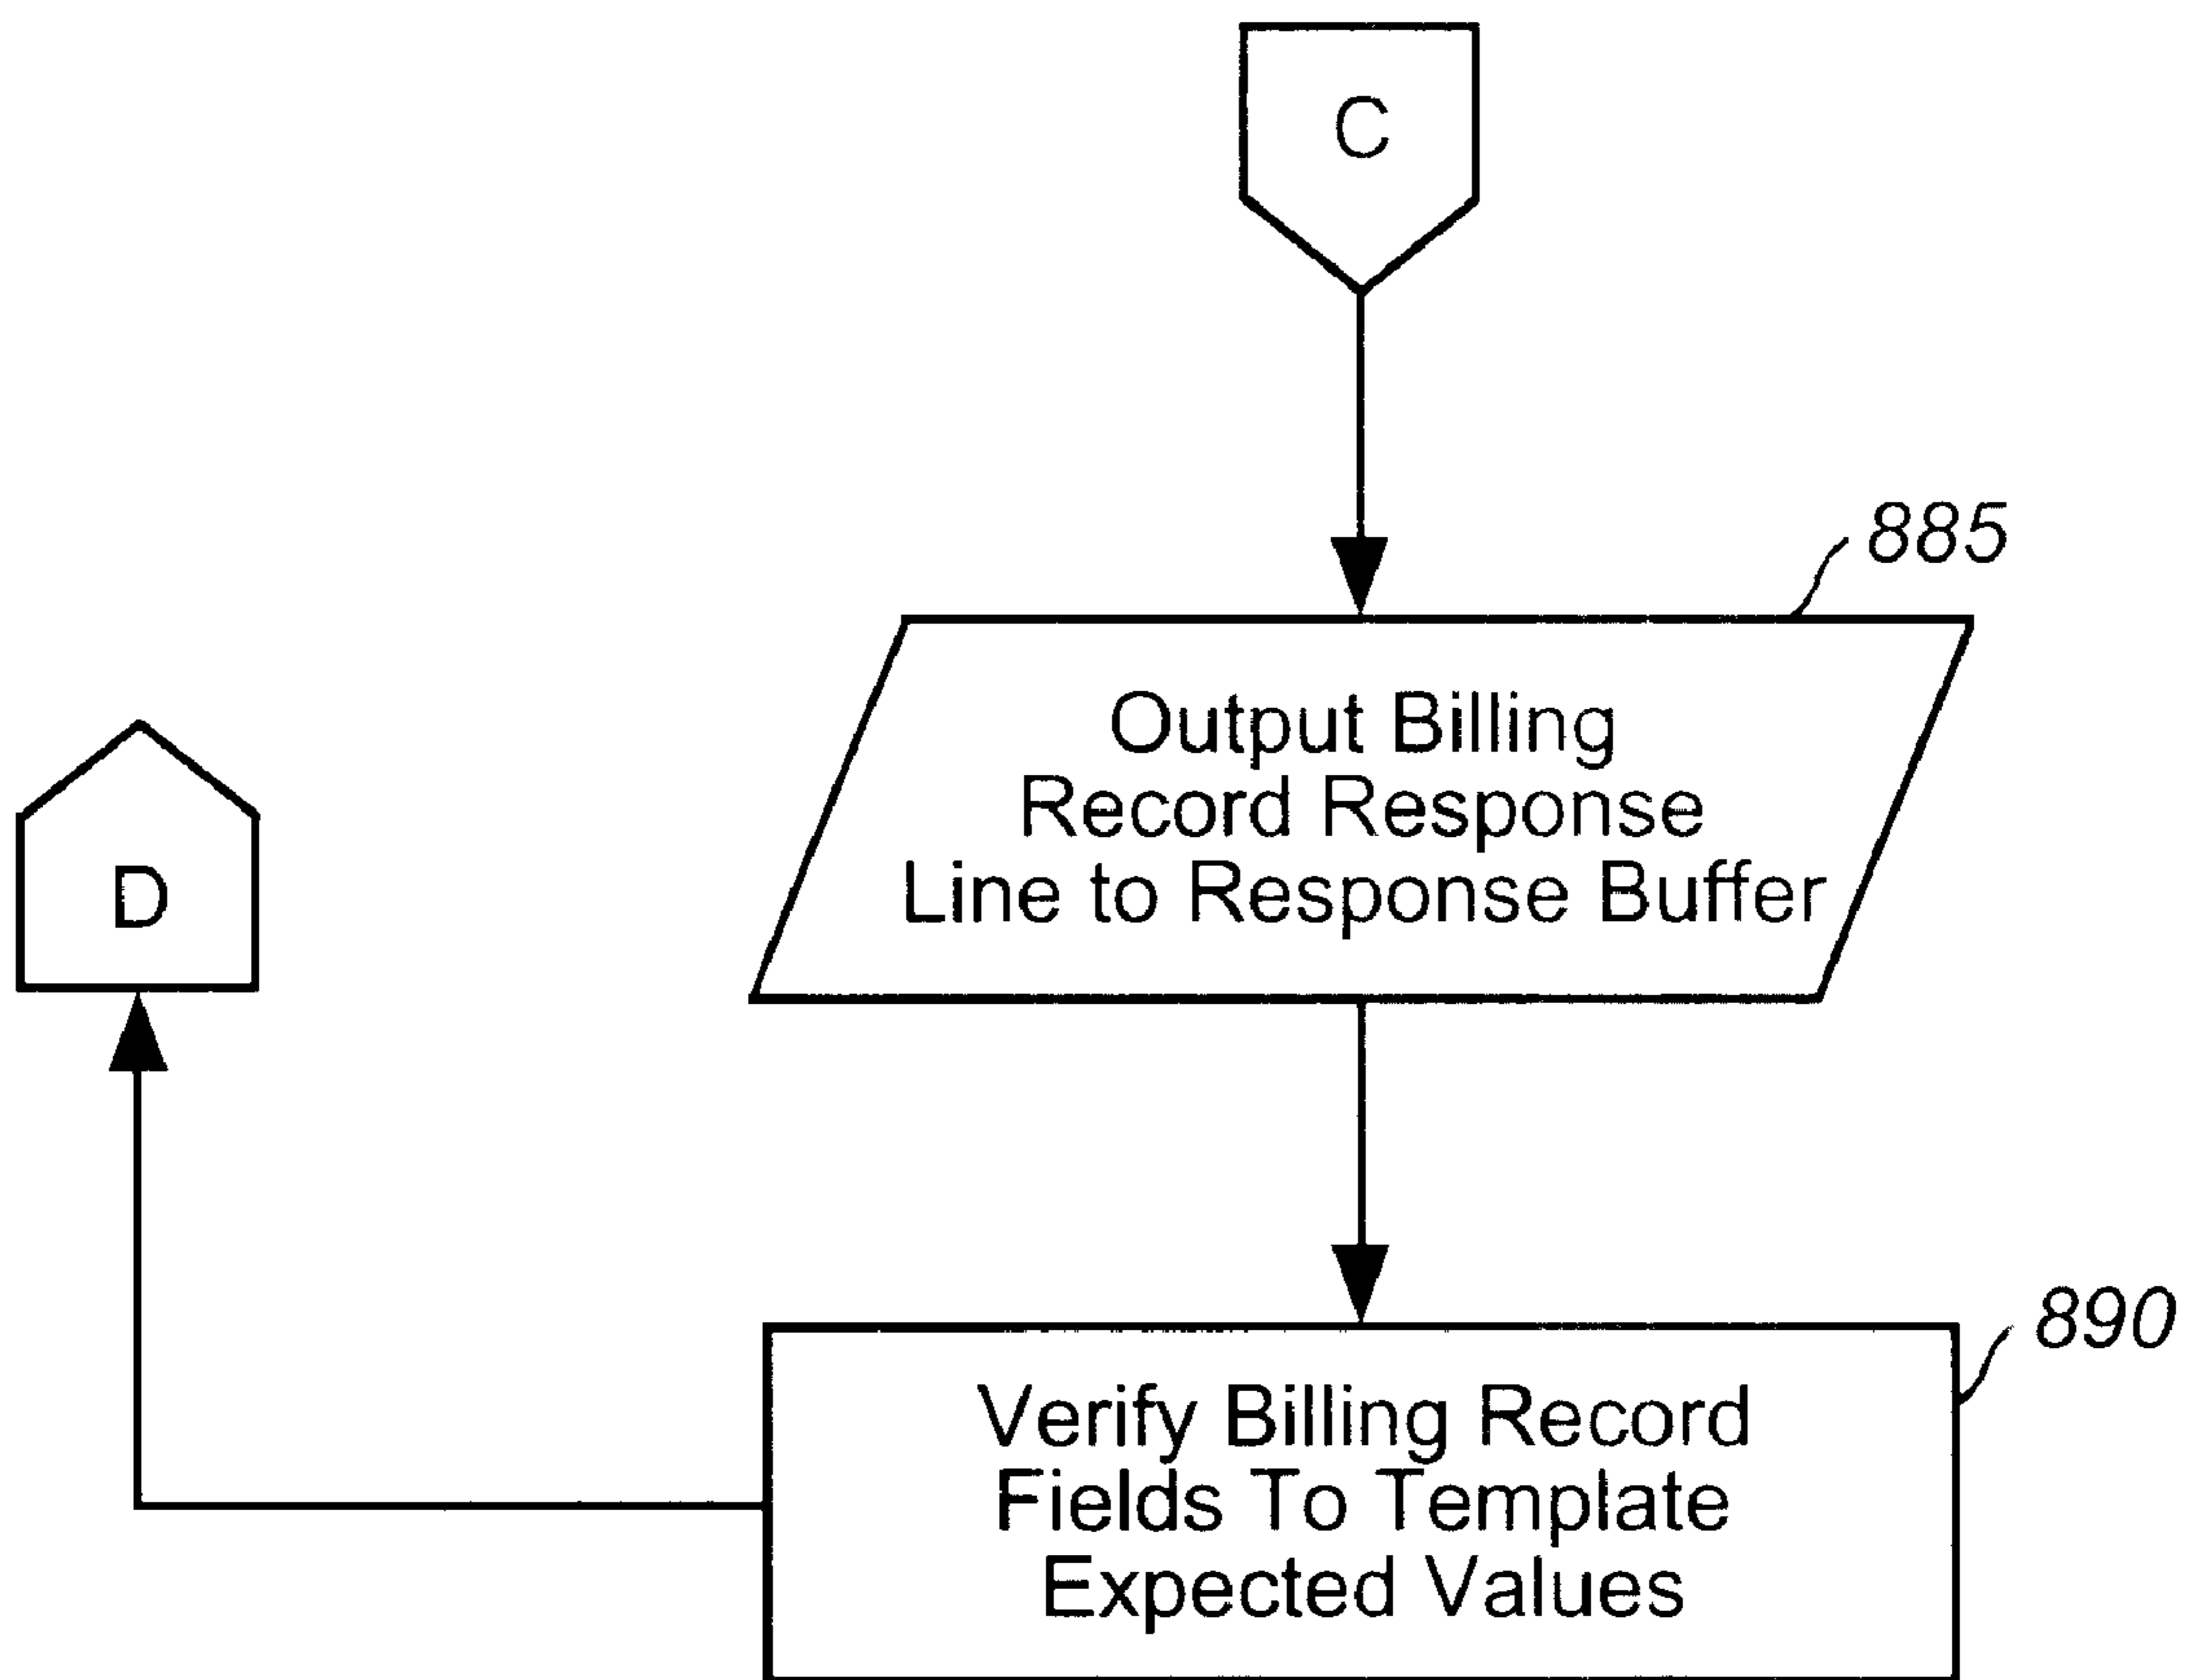 C
885
Output Billing
Record Response
Line to Response Buffer
D
890
Verify Billing Record
Fields To Template
Expected Values